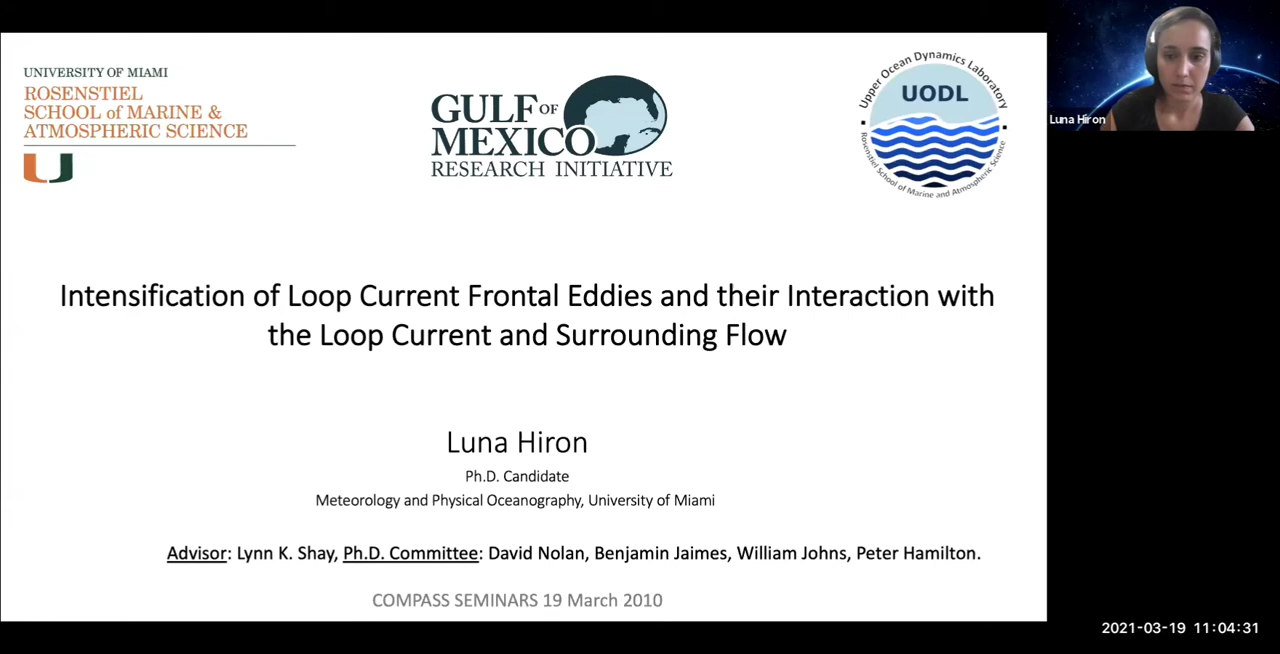 UNIVERSITY OF MIAMI
ROSENSTIEL
SCHOOL of MARINE &
ATMOSPHERIC SCIENCE
GULF OF
MEXICO
RESEARCH INITIATIVE
Upper Ocean Dynamics Laboratory
UODL
Rosenstiel School of Marine and Atmospheric Science
Luna Hiron
Intensification of Loop Current Frontal Eddies and their Interaction with
the Loop Current and Surrounding Flow
Luna Hiron
Ph.D. Candidate
Meteorology and Physical Oceanography, University of Miami
Advisor: Lynn K. Shay, Ph.D. Committee: David Nolan, Benjamin Jaimes, William Johns, Peter Hamilton.
COMPASS SEMINARS 19 March 2010
2021-03-19 11:04:31